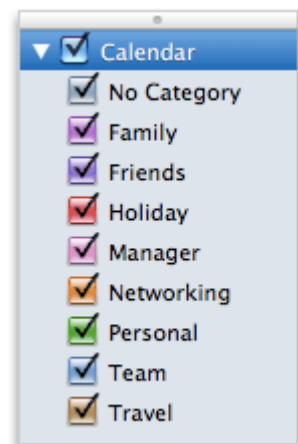 Calendar
No Category
Family
Friends
Holiday
Manager
Networking
Personal
Team
Travel